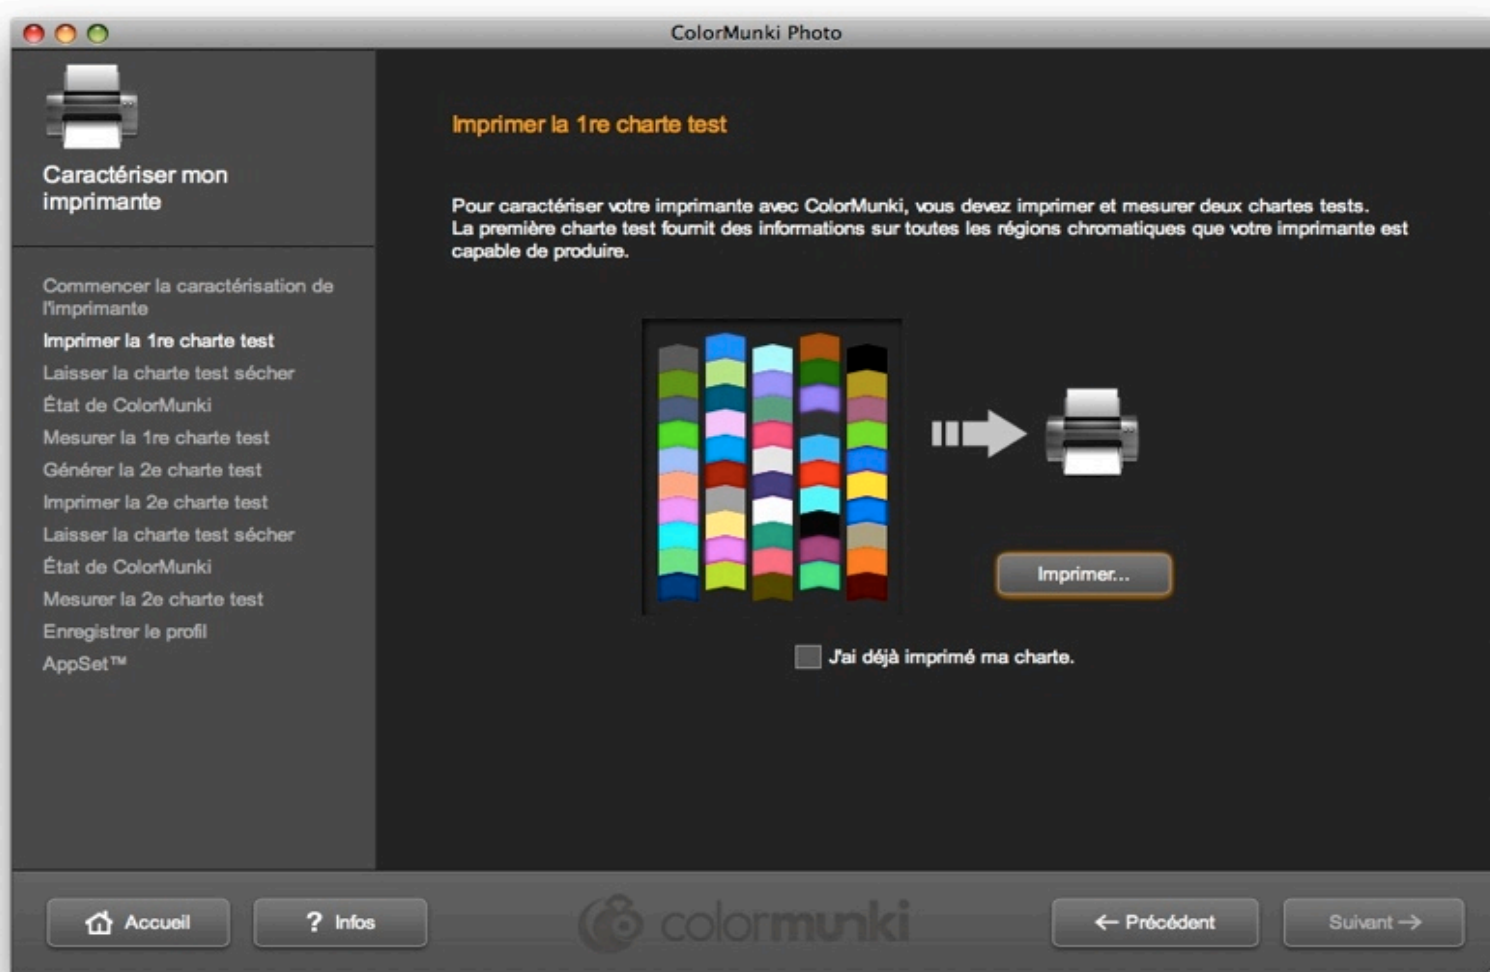 ColorMunki Photo
Caractériser mon
imprimante
Commencer la caractérisation de
l'imprimante
Imprimer la 1re charte test
Laisser la charte test sécher
État de ColorMunki
Mesurer la 1re charte test
Générer la 2e charte test
Imprimer la 2e charte test
Laisser la charte test sécher
État de ColorMunki
Mesurer la 2e charte test
Enregistrer le profil
AppSet™
Imprimer la 1re charte test
Pour caractériser votre imprimante avec ColorMunki, vous devez imprimer et mesurer deux chartes tests.
La première charte test fournit des informations sur toutes les régions chromatiques que votre imprimante est
capable de produire.
Imprimer...
J'ai déjà imprimé ma charte.
Accueil
? Infos
colormunki
← Précédent
Suivant →